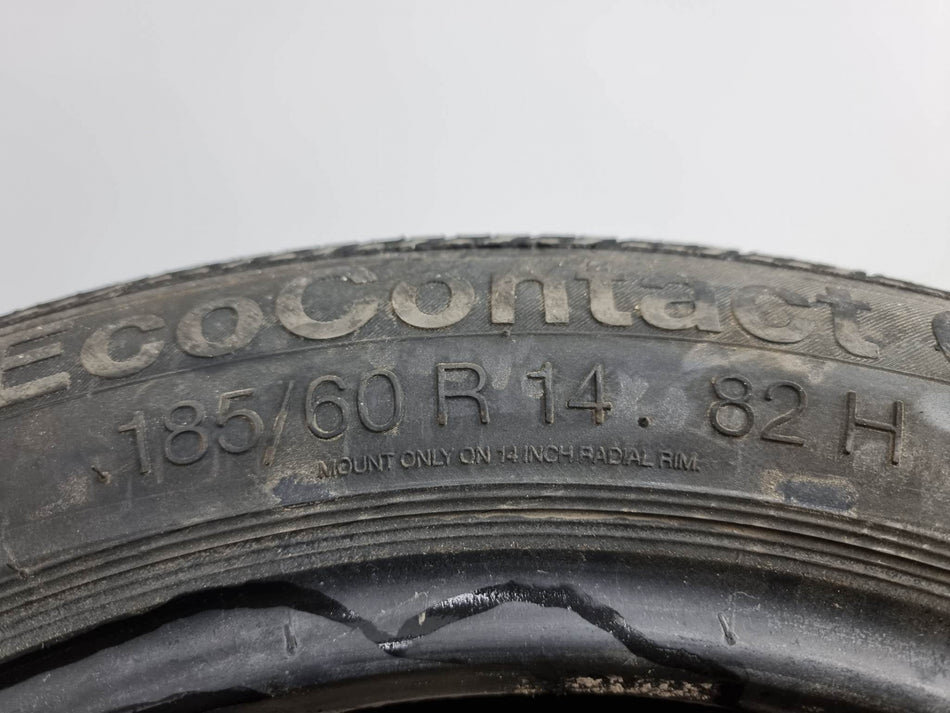 EcoContact
185/60 R 14 . 82 H
MOUNT ONLY ON 14 INCH RADIAL RIM.